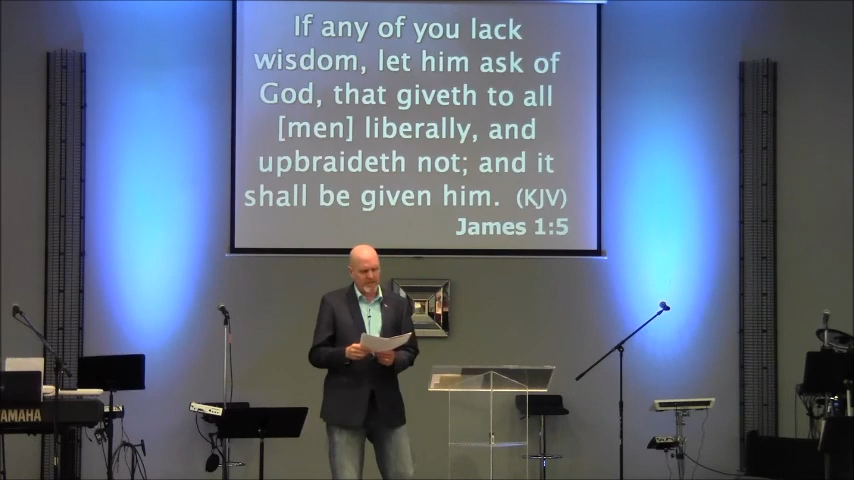 If any of you lack
wisdom, let him ask of
God, that giveth to all
[men] liberally, and
upbraideth not; and it
shall be given him. (KJV)
James 1:5
YAMAHA